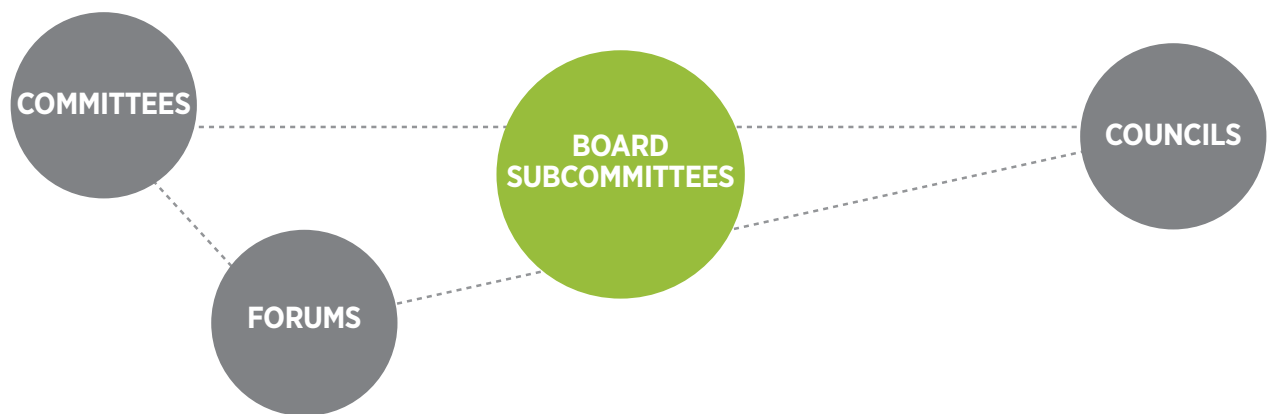 COMMITTEES
BOARD
SUBCOMMITTEES
COUNCILS
FORUMS